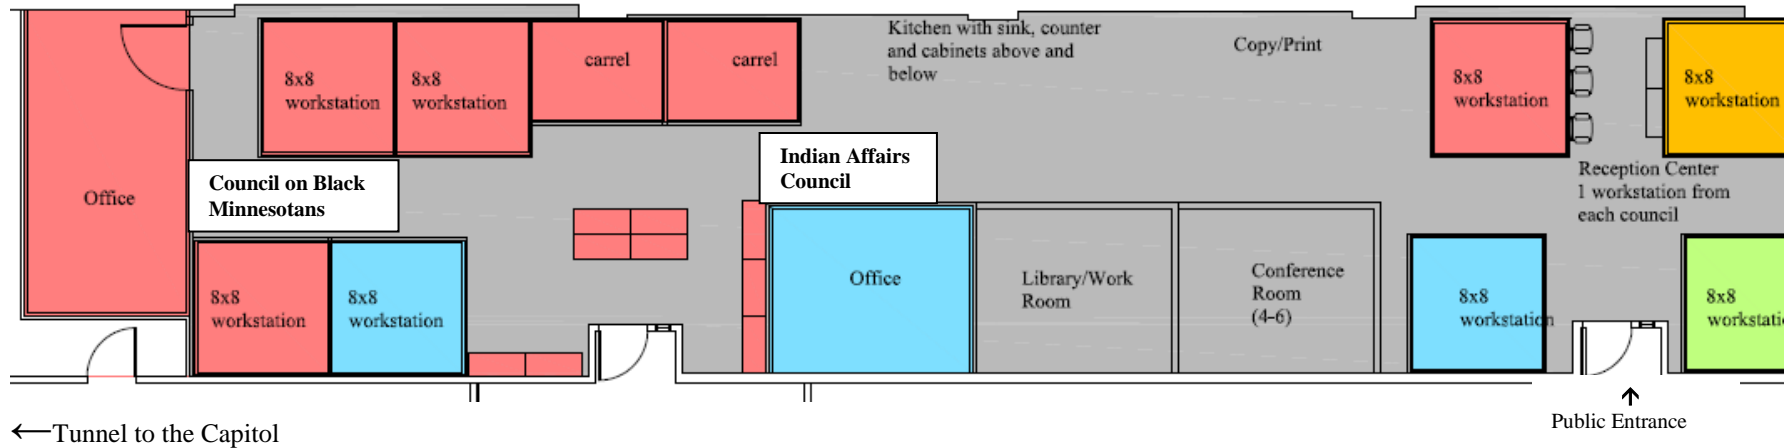 Kitchen with sink, counter
and cabinets above and
below
Copy/Print
carrel
carrel
8x8
workstation
8x8
workstation
8x8
workstation
8x8
workstation
Office
Council on Black
Minnesotans
Indian Affairs
Council
Reception Center
1 workstation from
each council
8x8
workstation
8x8
workstation
Office
Library/Work
Room
Conference
Room
(4-6)
8x8
workstation
8x8
workstati
Public Entrance
←Tunnel to the Capitol